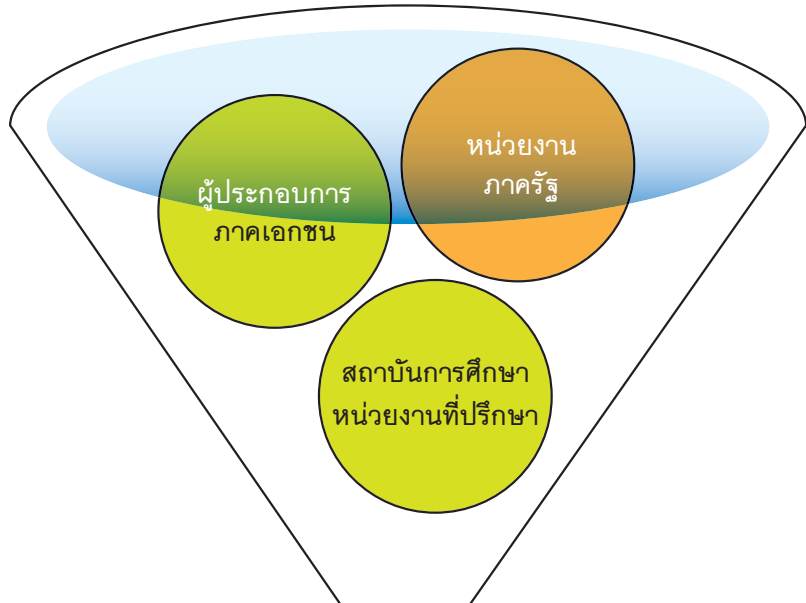 ผู้ประกอบการ
ภาคเอกชน
หน่วยงาน
ภาครัฐ
สถาบันการศึกษา
หน่วยงานที่ปรึกษา